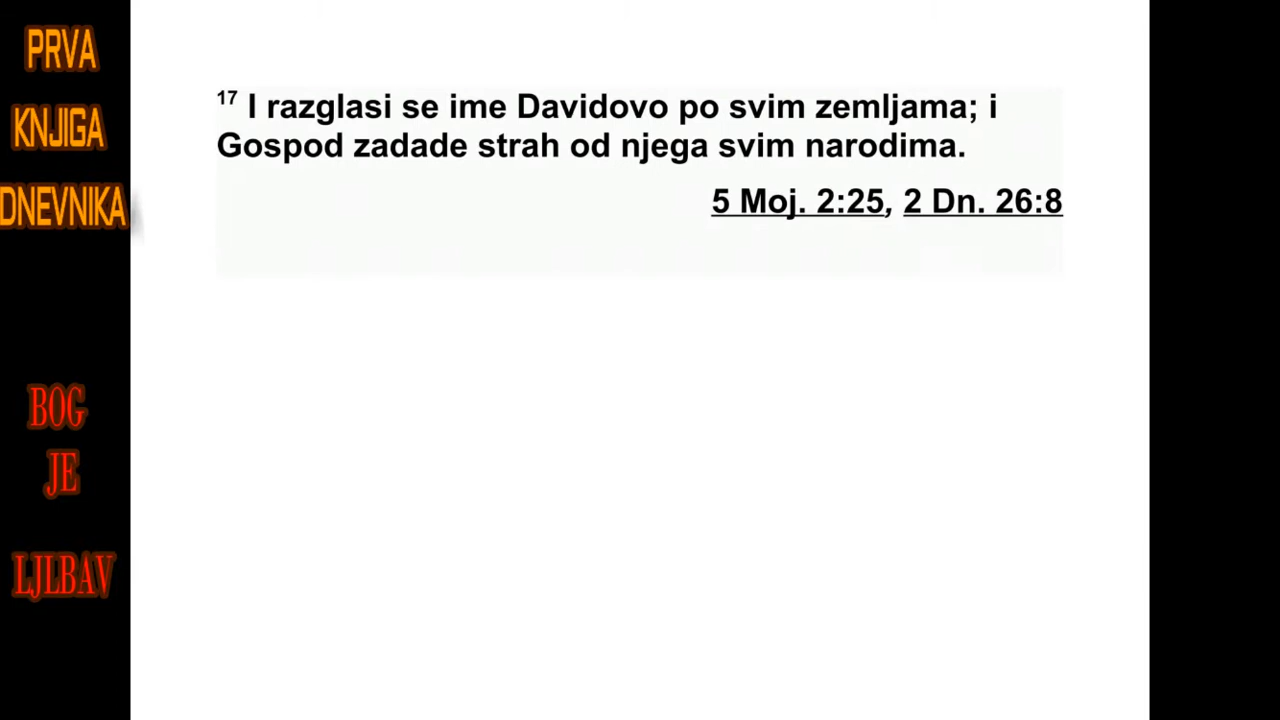 PRVA
KNJIGA
DNEVNIKA
BOG
JE
LJLBAV
17 I razglasi se ime Davidovo po svim zemljama; i
Gospod zadade strah od njega svim narodima.
5 Moj. 2:25, 2 Dn. 26:8